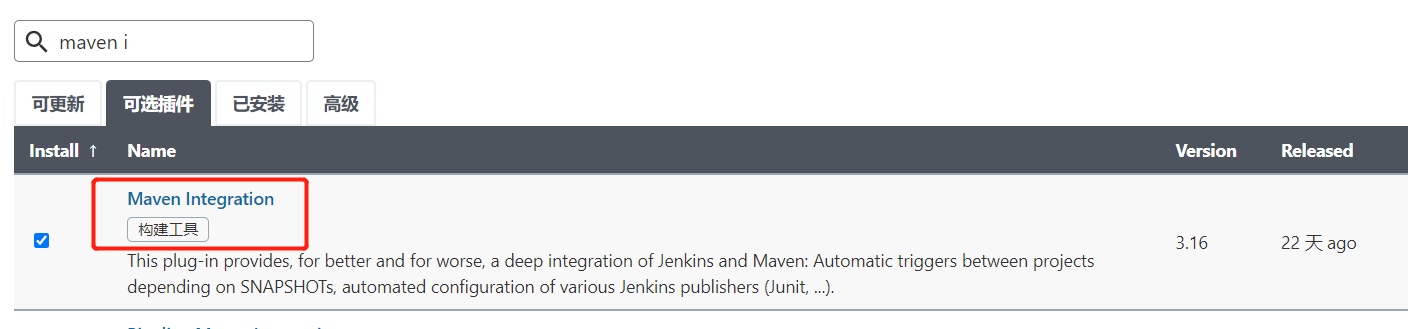 maven i
可更新 可选插件 已安装 高级
Install ↑ Name Version Released
Maven Integration
构建工具
3.16 22 天 ago
This plug-in provides, for better and for worse, a deep integration of Jenkins and Maven: Automatic triggers between projects
depending on SNAPSHOTs, automated configuration of various Jenkins publishers (Junit, ...).